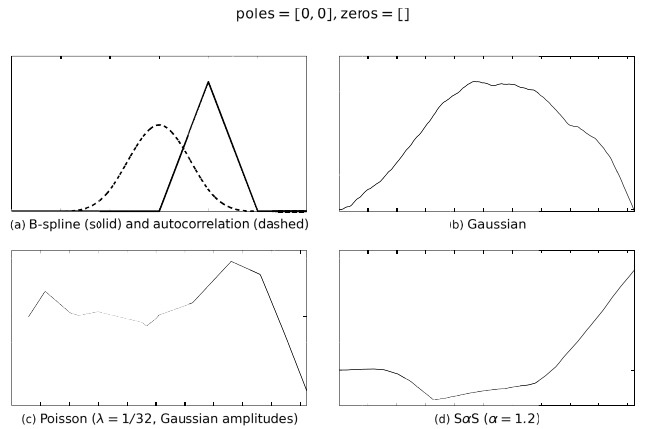 poles = [0, 0], zeros = []
(a) B-spline (solid) and autocorrelation (dashed)
(b) Gaussian
(c) Poisson (λ = 1/32, Gaussian amplitudes)
(d) SαS (α = 1.2)